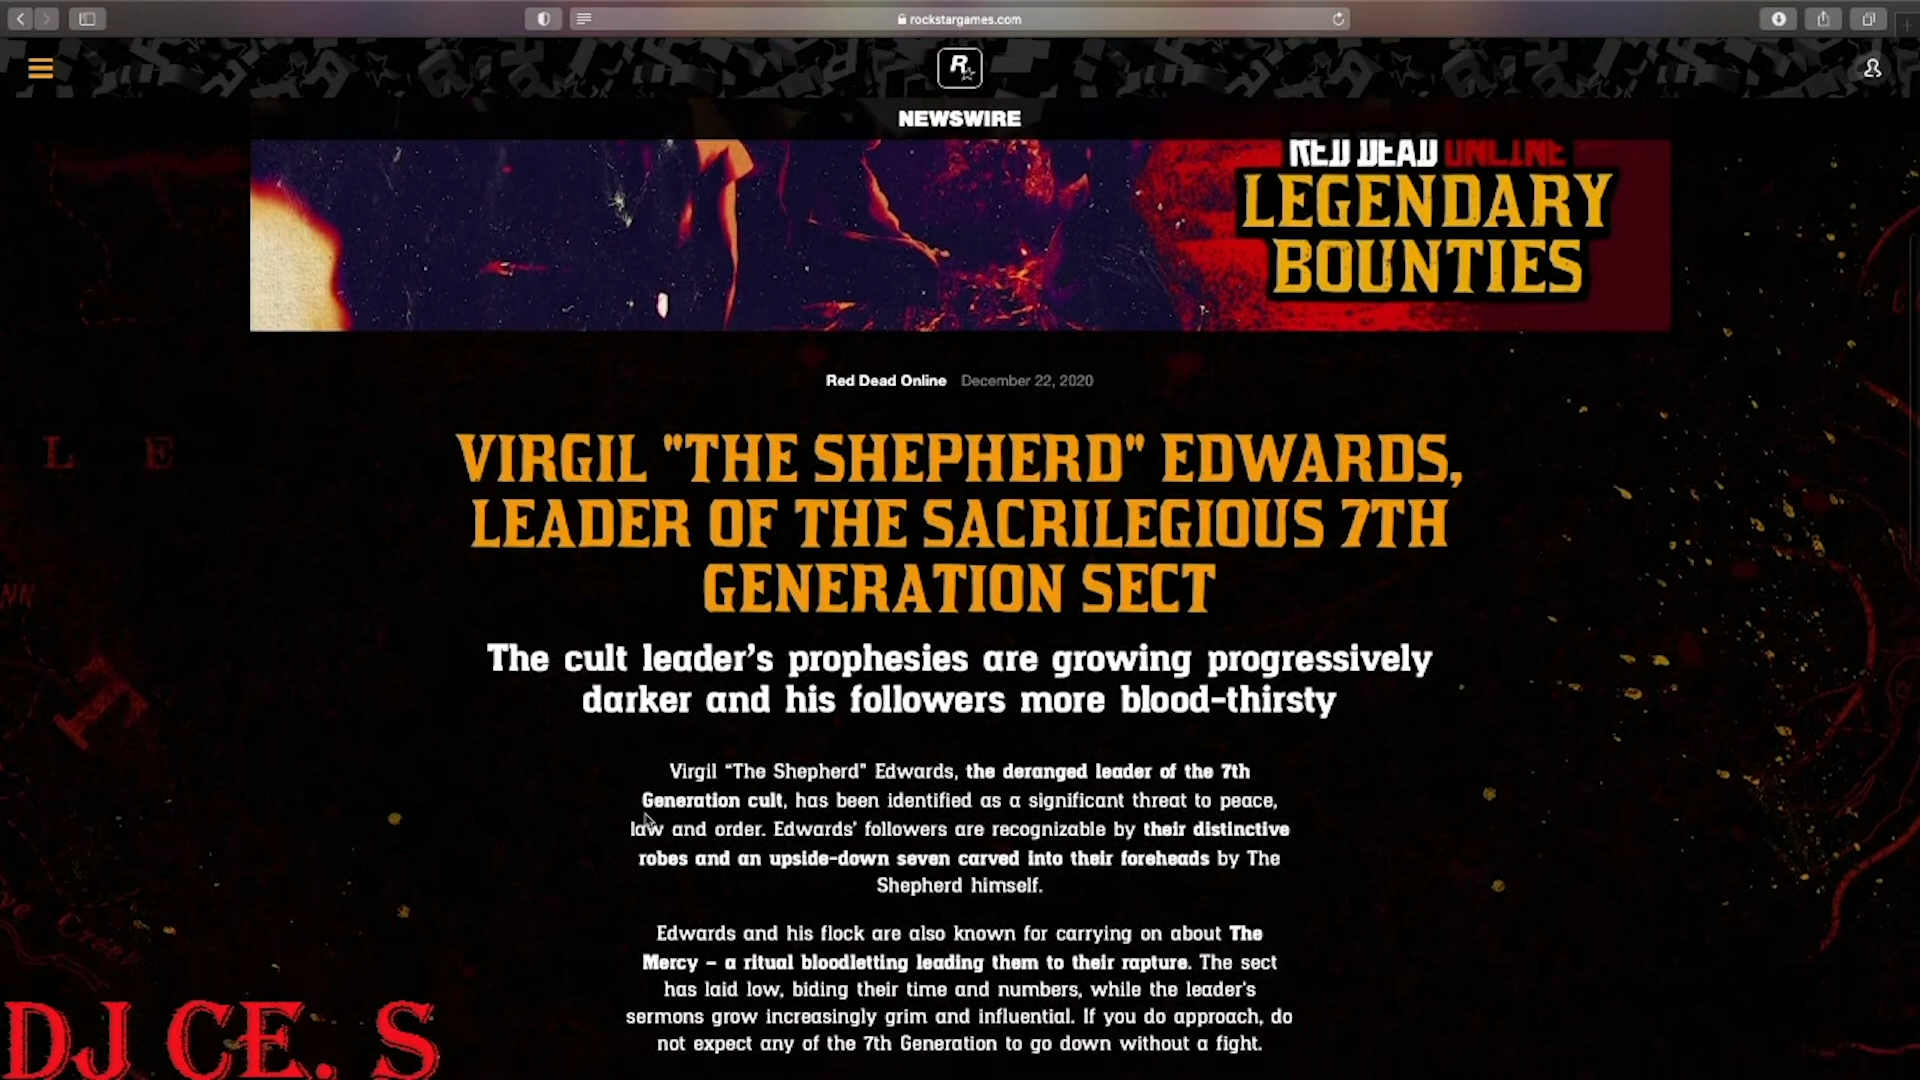 rockstargames.com
R
NEWSWIRE
RED DEAD ONLINE
LEGENDARY
BOUNTIES
Red Dead Online December 22, 2020
VIRGIL "THE SHEPHERD" EDWARDS,
LEADER OF THE SACRILEGIOUS 7TH
GENERATION SECT
The cult leader's prophesies are growing progressively
darker and his followers more blood-thirsty
Virgil “The Shepherd” Edwards, the deranged leader of the 7th
Generation cult, has been identified as a significant threat to peace,
law and order. Edwards’ followers are recognizable by their distinctive
robes and an upside-down seven carved into their foreheads by The
Shepherd himself.
Edwards and his flock are also known for carrying on about The
Mercy – a ritual bloodletting leading them to their rapture. The sect
has laid low, biding their time and numbers, while the leader's
sermons grow increasingly grim and influential. If you do approach, do
not expect any of the 7th Generation to go down without a fight.
L E
DJ CE. S